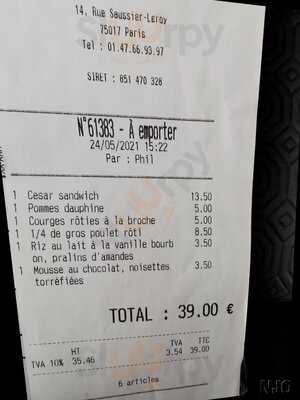 14, Rue Saussier-Leroy
75017 Paris
Tel : 01.47.66.93.97
SIRET : 851 470 328
N°61383 - À emporter
24/05/2021 15:22
Par : Phil
1 Cesar sandwich 13.50
1 Pommes dauphine 5.00
1 Courges rôties à la broche 5.00
1 1/4 de gros poulet rôti 8.50
1 Riz au lait à la vanille bourb 3.50
on, pralins d'amandes
1 Mousse au chocolat, noisettes 3.50
torréfiées
TOTAL : 39.00 €
HT TVA TTC
TVA 10% 35.46 3.54 39.00
6 articles